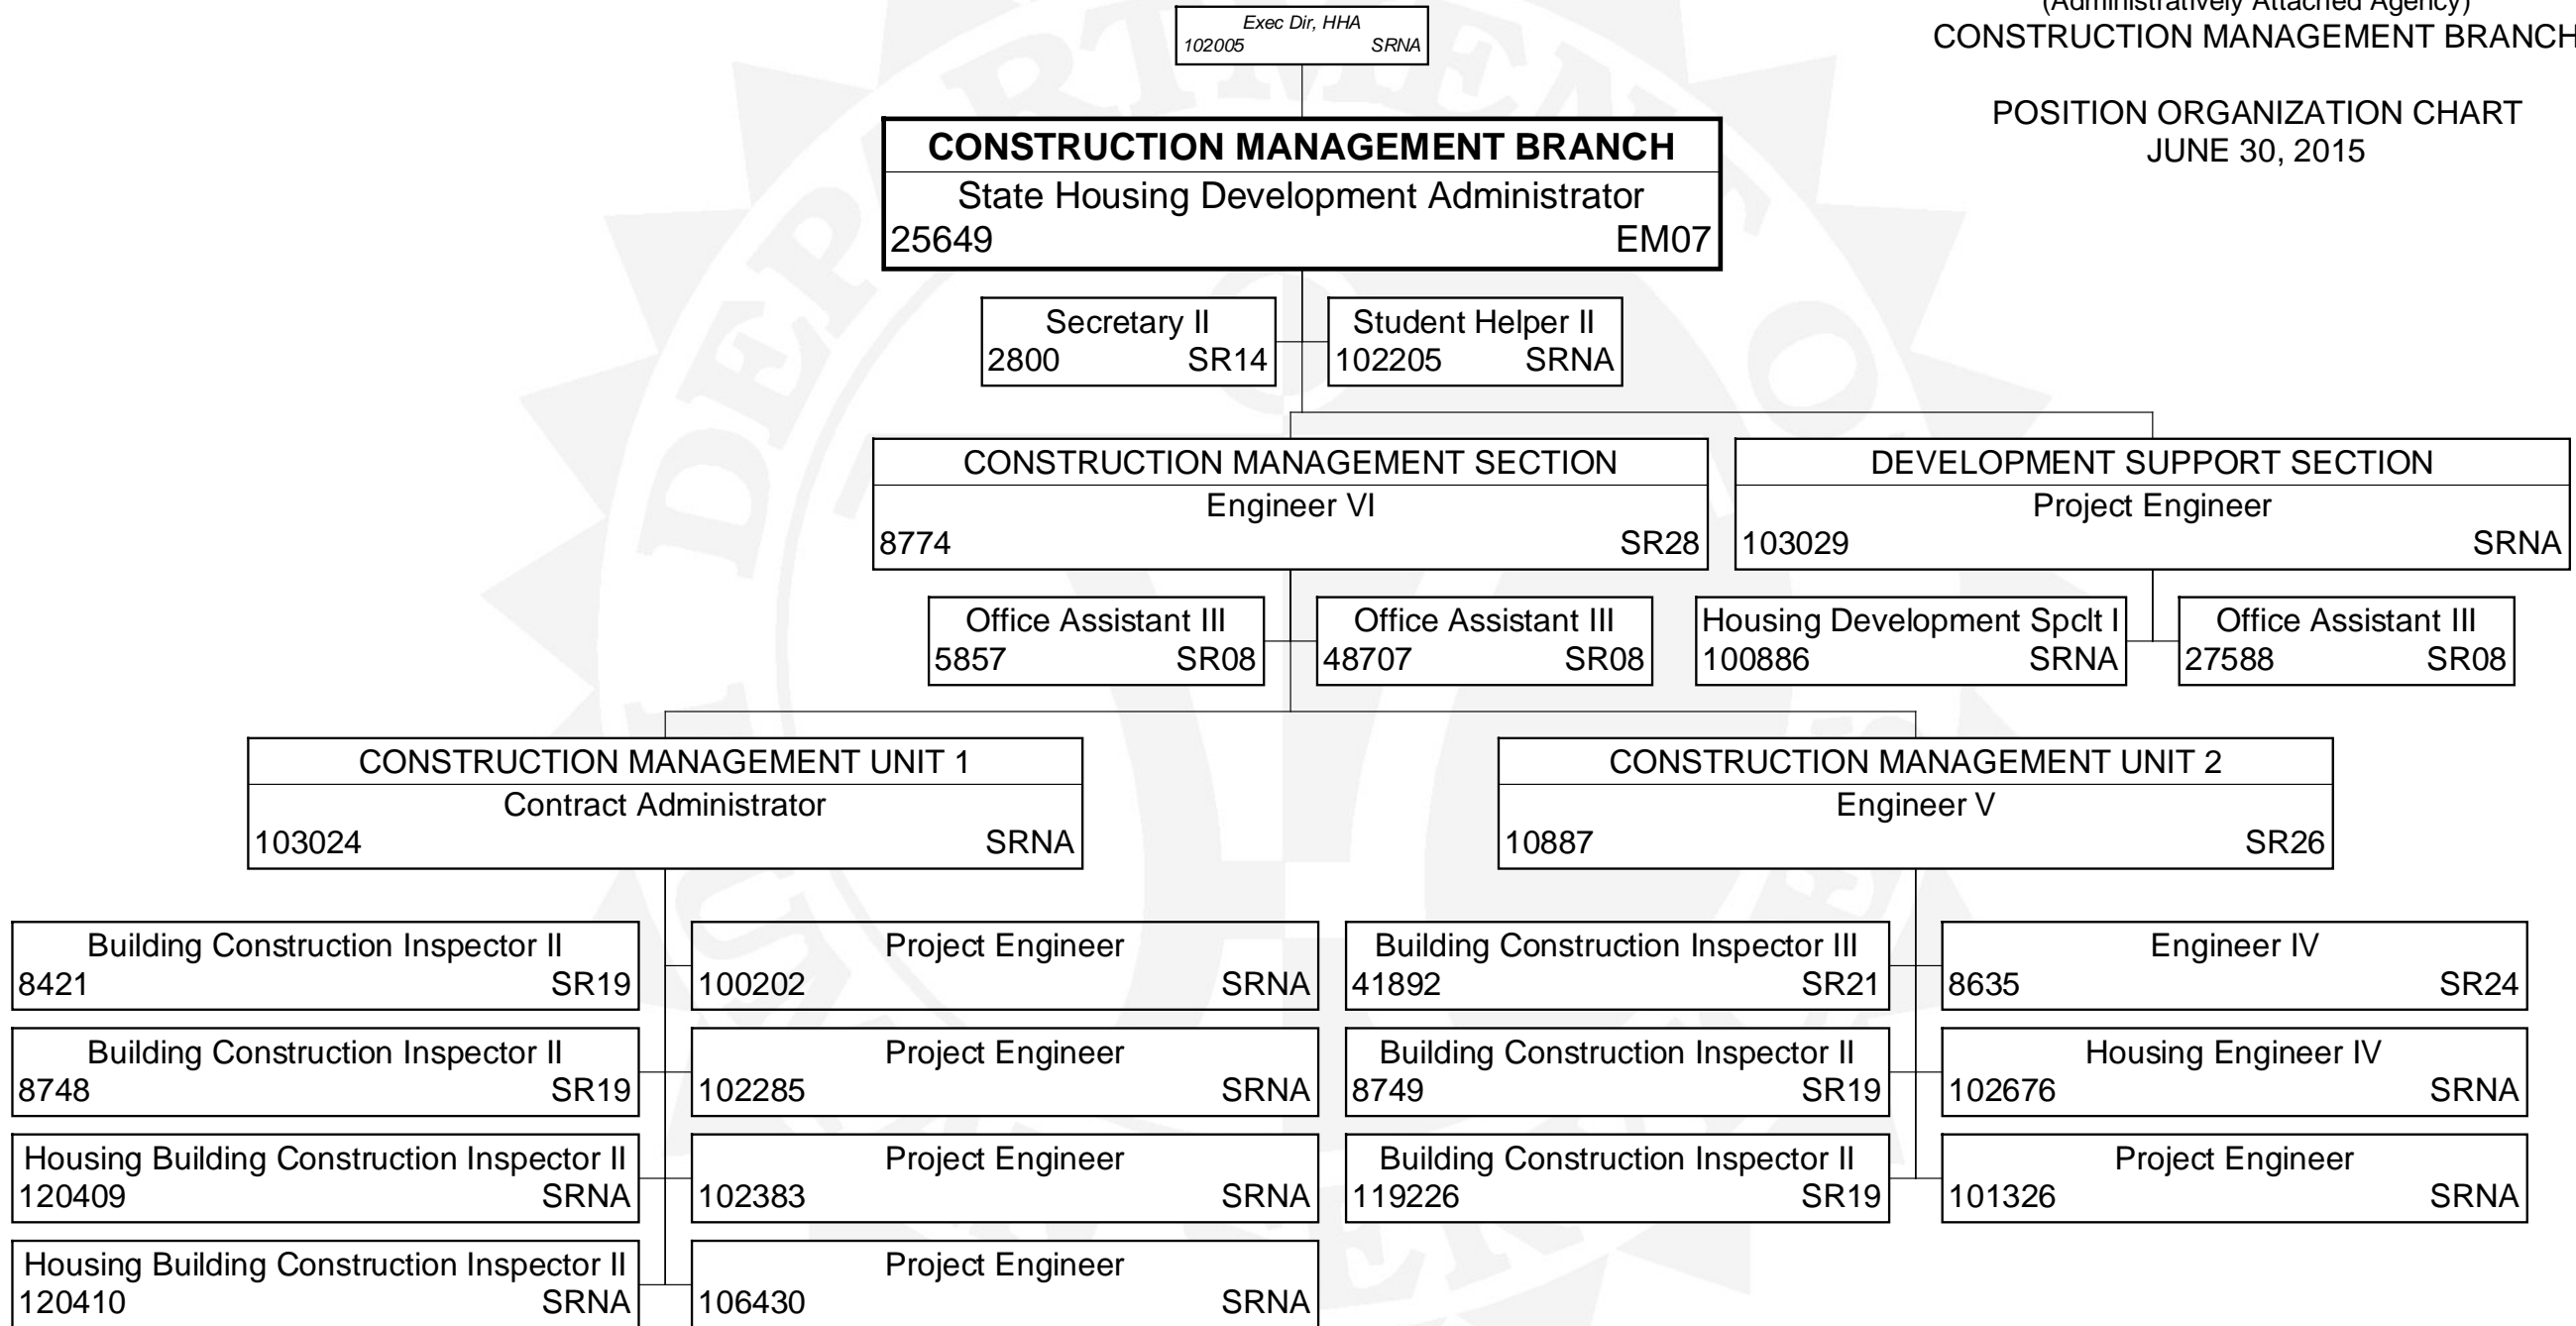 (Administratively Attached Agency)
CONSTRUCTION MANAGEMENT BRANCH
POSITION ORGANIZATION CHART
JUNE 30, 2015
Exec Dir, HHA
102005 SRNA
CONSTRUCTION MANAGEMENT BRANCH
State Housing Development Administrator
25649 EM07
Secretary II
2800 SR14
Student Helper II
102205 SRNA
CONSTRUCTION MANAGEMENT SECTION
Engineer VI
8774 SR28
DEVELOPMENT SUPPORT SECTION
Project Engineer
103029 SRNA
Office Assistant III
5857 SR08
Office Assistant III
48707 SR08
Housing Development Spclt I
100886 SRNA
Office Assistant III
27588 SR08
CONSTRUCTION MANAGEMENT UNIT 1
Contract Administrator
103024 SRNA
CONSTRUCTION MANAGEMENT UNIT 2
Engineer V
10887 SR26
Building Construction Inspector II
8421 SR19
Project Engineer
100202 SRNA
Building Construction Inspector III
41892 SR21
Engineer IV
8635 SR24
Building Construction Inspector II
8748 SR19
Project Engineer
102285 SRNA
Building Construction Inspector II
8749 SR19
Housing Engineer IV
102676 SRNA
Housing Building Construction Inspector II
120409 SRNA
Project Engineer
102383 SRNA
Building Construction Inspector II
119226 SR19
Project Engineer
101326 SRNA
Housing Building Construction Inspector II
120410 SRNA
Project Engineer
106430 SRNA